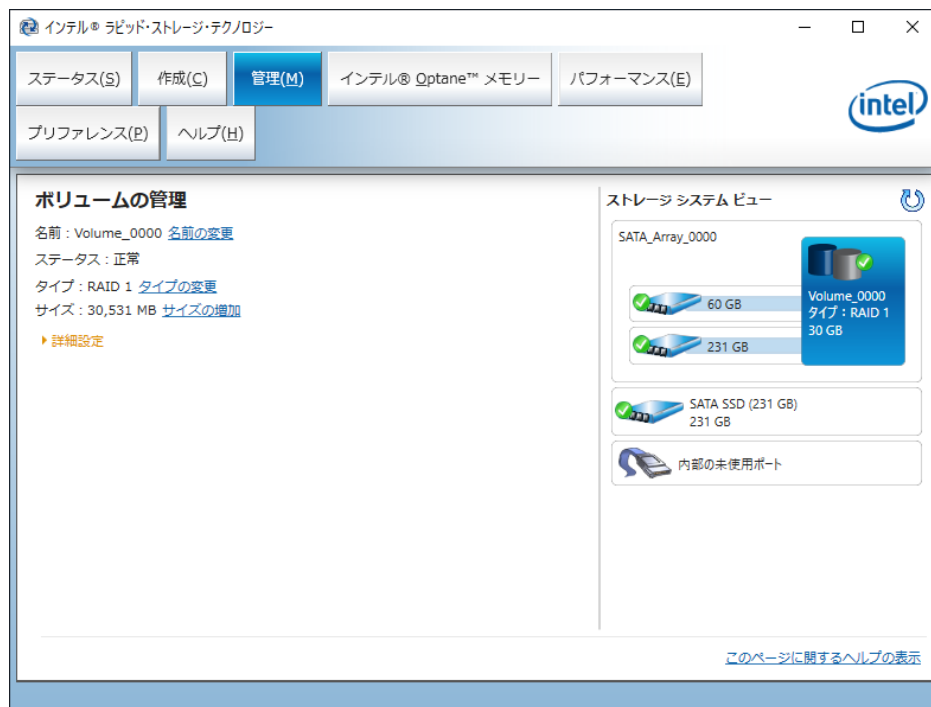 インテル® ラピッド・ストレージ・テクノロジー
ステータス(S)
作成(C)
管理(M)
インテル® Optane™ メモリー
パフォーマンス(E)
プリファレンス(P)
ヘルプ(H)
intel
ボリュームの管理
名前 : Volume_0000 名前の変更
ステータス : 正常
タイプ : RAID 1 タイプの変更
サイズ : 30,531 MB サイズの増加
詳細設定
ストレージ システム ビュー
SATA_Array_0000
60 GB
231 GB
Volume_0000
タイプ : RAID 1
30 GB
SATA SSD (231 GB)
231 GB
内部の未使用ポート
このページに関するヘルプの表示